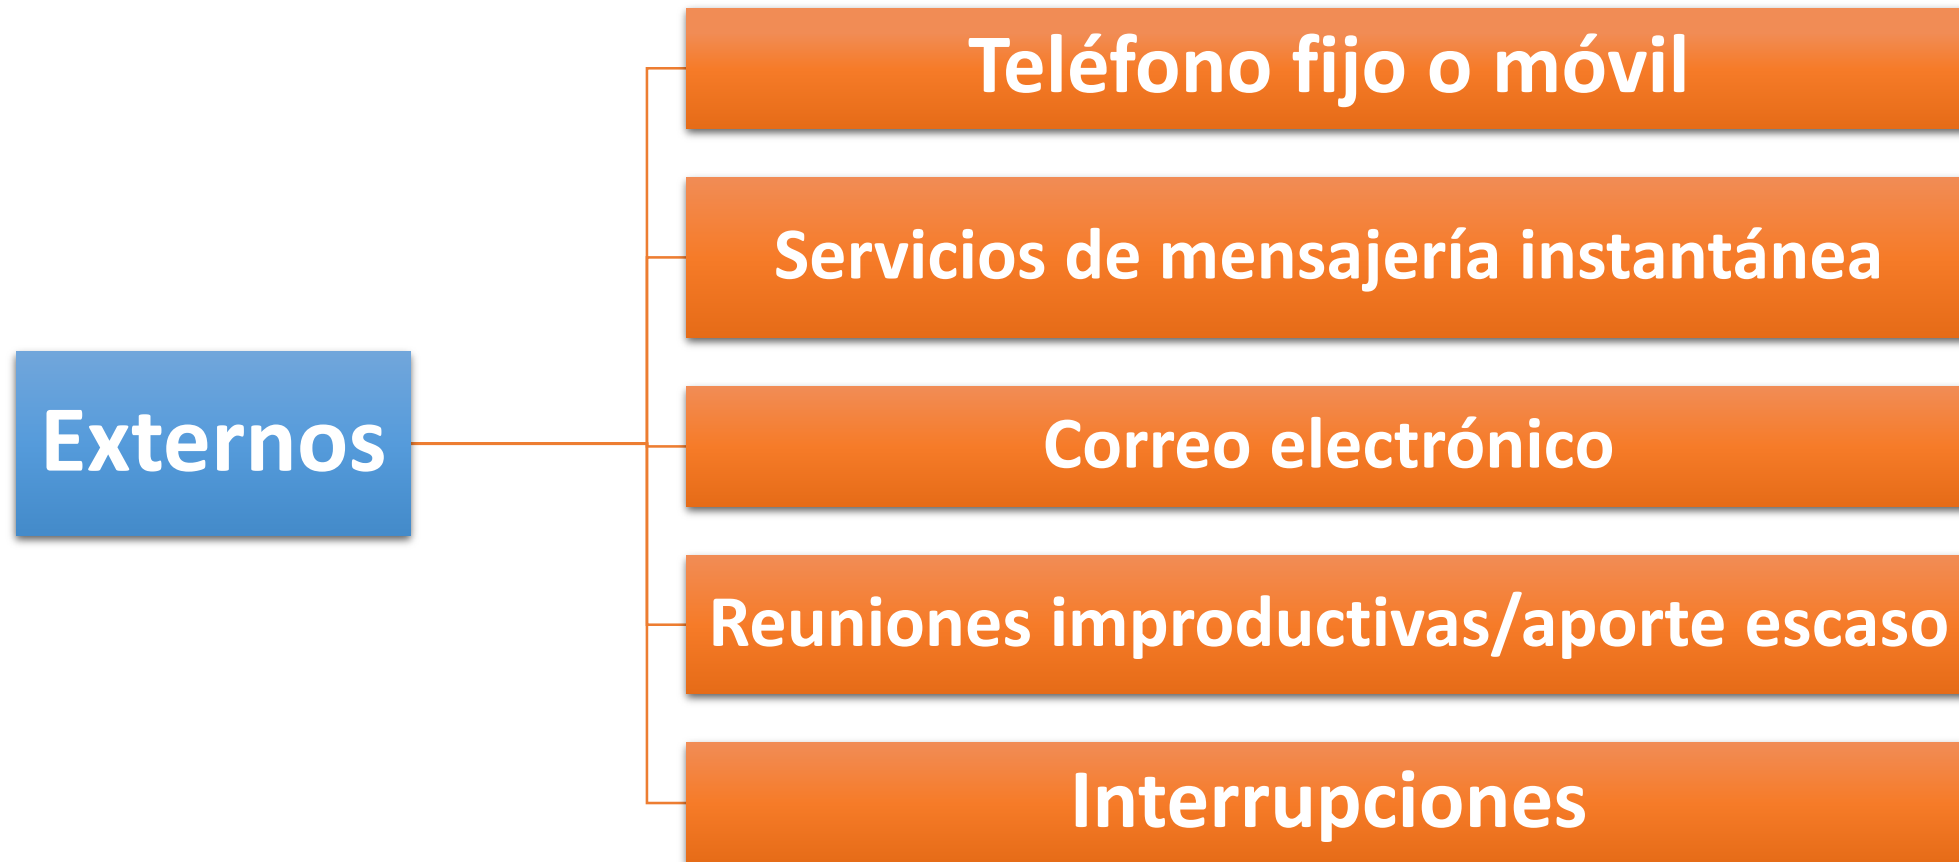 Teléfono fijo o móvil
Servicios de mensajería instantánea
Externos
Correo electrónico
Reuniones improductivas/aporte escaso
Interrupciones